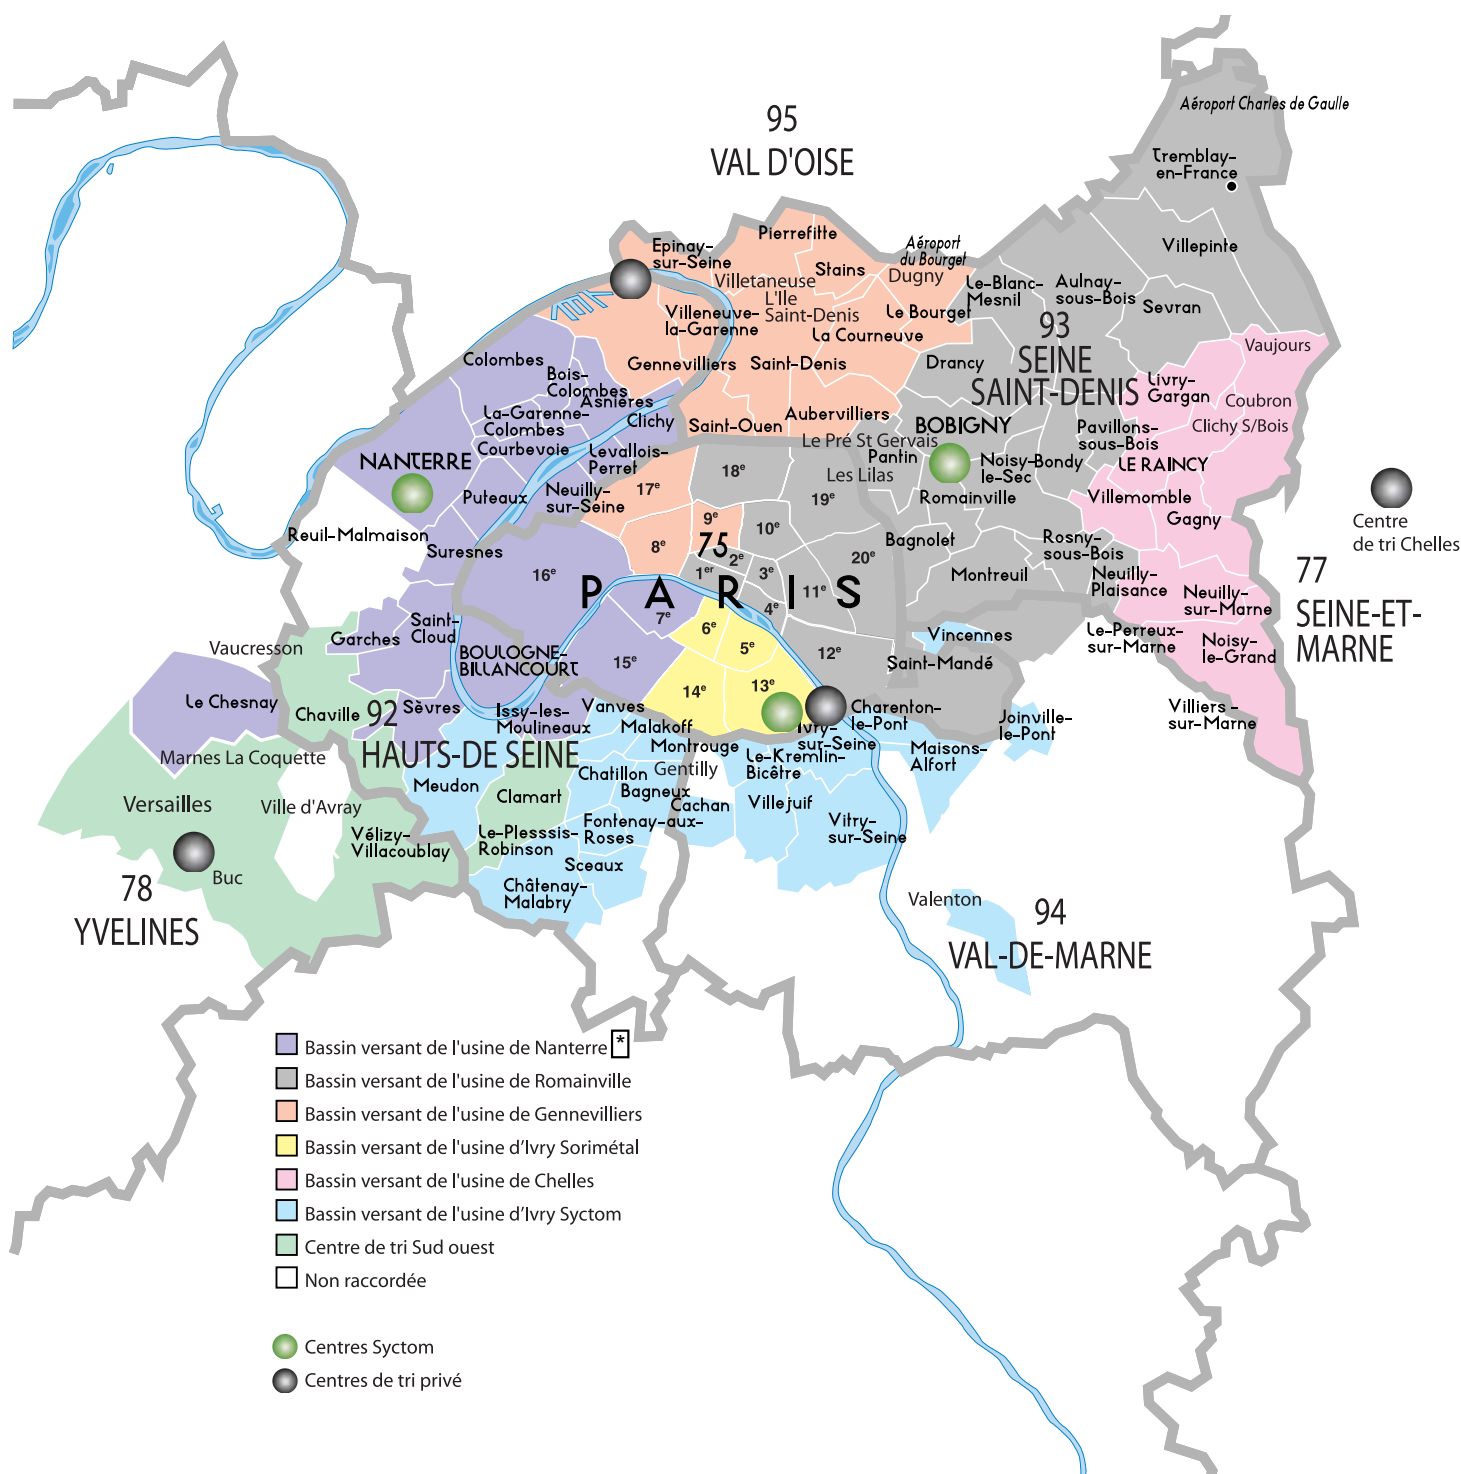 Aéroport Charles de Gaulle
95
VAL D'OISE
Tremblay-
en-France
Pierrefitte
Villepinte
Epinay-
sur-Seine
Aéroport
du Bourget
Stains
Dugny
Villetaneuse
L'Ile
Saint-Denis
Le-Blanc-
Mesnil
Aulnay-
sous-Bois
Sevran
Villeneuve-
la-Garenne
Le Bourget
La Courneuve
93
SEINE
SAINT-DENIS
Vaujours
Colombes
Gennevilliers
Saint-Denis
Drancy
Bois-
Colombes
Asnières
Livry-
Gargan
Coubron
La-Garenne-
Colombes
Clichy
Saint-Ouen
Aubervilliers
BOBIGNY
Pavillons-
sous-Bois
Clichy S/Bois
Courbevoie
Le Pré St Gervais
Pantin
NANTERRE
Levallois-
Perret
18e
Les Lilas
Noisy-
le-Sec
Bondy
LE RAINCY
Puteaux
Neuilly-
sur-Seine
17e
19e
Romainville
Villemomble
Gagny
Centre
de tri Chelles
Reuil-Malmaison
Suresnes
9e
10e
8e
75
2e
20e
Bagnolet
Rosny-
sous-Bois
16e
1er
3e
11e
Montreuil
Neuilly-
Plaisance
77
SEINE-ET-
MARNE
PARIS
7e
4e
Neuilly-
sur-Marne
Saint-
Cloud
Garches
6e
Vincennes
Le-Perreux-
sur-Marne
Noisy-
le-Grand
Vaucresson
BOULOGNE-
BILLANCOURT
15e
5e
12e
Saint-Mandé
14e
13e
Le Chesnay
Chaville
92
HAUTS-DE SEINE
Sèvres
Issy-les-
Moulineaux
Vanves
Malakoff
Montrouge
Ivry-
sur-Seine
Charenton-
le-Pont
Joinville-
le-Pont
Villiers -
sur-Marne
Marnes La Coquette
Gentilly
Le-Kremlin-
Bicêtre
Maisons-
Alfort
Meudon
Chatillon
Bagneux
Versailles
Ville d'Avray
Clamart
Cachan
Villejuif
Vélizy-
Villacoublay
Le-Plesssis-
Robinson
Fontenay-aux-
Roses
Vitry-
sur-Seine
Sceaux
Buc
78
YVELINES
Châtenay-
Malabry
Valenton
94
VAL-DE-MARNE
Bassin versant de l'usine de Nanterre *
Bassin versant de l'usine de Romainville
Bassin versant de l'usine de Gennevilliers
Bassin versant de l'usine d'Ivry Sorimétal
Bassin versant de l'usine de Chelles
Bassin versant de l'usine d'Ivry Syctom
Centre de tri Sud ouest
Non raccordée
Centres Syctom
Centres de tri privé